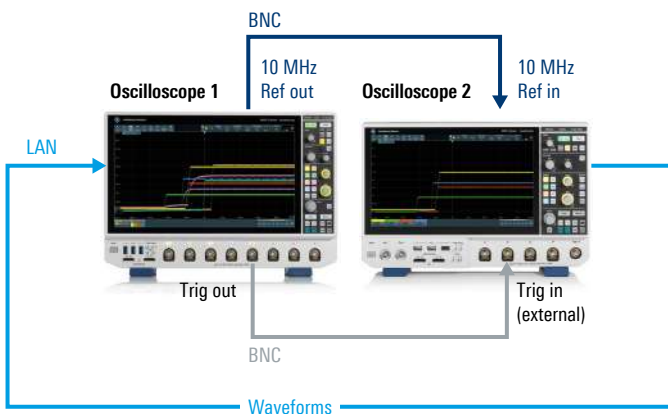 BNC
10 MHz
Ref out
10 MHz
Ref in
Oscilloscope 1
Oscilloscope 2
LAN
Trig out
Trig in
(external)
BNC
Waveforms